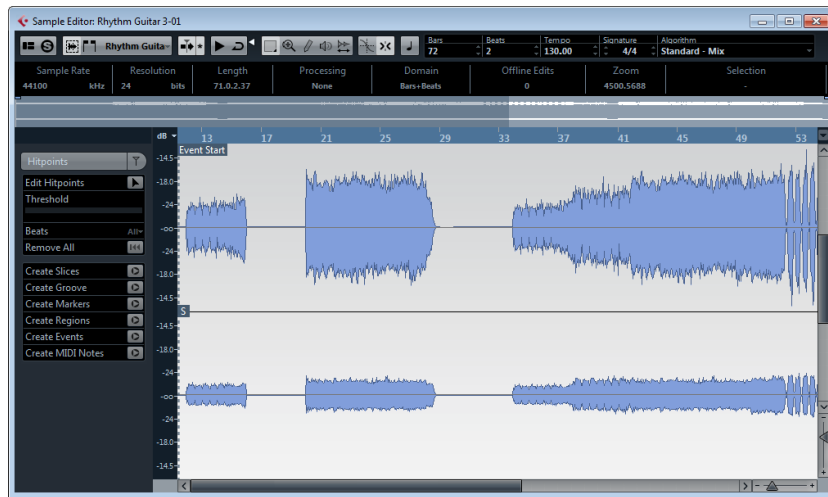 Sample Editor: Rhythm Guitar 3-01
Rhythm Guita
Bars Beats Tempo Signature Algorithm
72 2 130.00 4/4 Standard - Mix
Sample Rate Resolution Length Processing Domain Offline Edits Zoom Selection
44100 kHz 24 bits 71.0.2.37 None Bars+Beats 0 4500.5688 -
dB 13 17 21 25 29 33 37 41 45 49 53
Event Start
Hitpoints
Edit Hitpoints
Threshold
Beats All
Remove All
Create Slices
Create Groove
Create Markers
Create Regions
Create Events
Create MIDI Notes
-14.5
-18.0
-24
-oo
-24
-18.0
-14.5
S
-14.5
-18.0
-24
-oo
-24
-18.0
-14.5